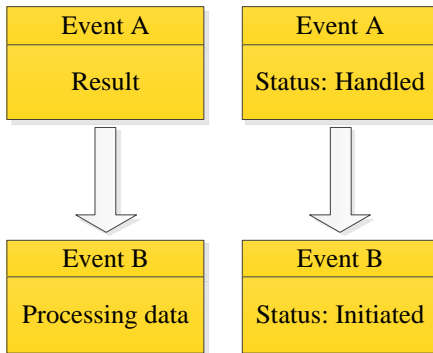 Event A
Result
Event A
Status: Handled
Event B
Processing data
Event B
Status: Initiated